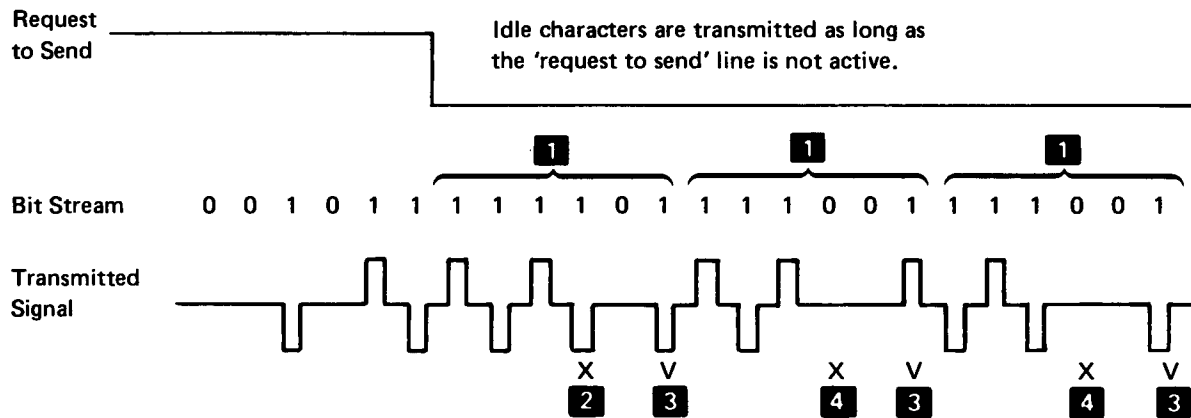 Request
to Send
Idle characters are transmitted as long as
the 'request to send' line is not active.
1 1 1
Bit Stream 0 0 1 0 1 1 1 1 1 1 0 1 1 1 1 0 0 1 1 1 1 0 0 1
Transmitted
Signal
X V X V X V
2 3 4 3 4 3